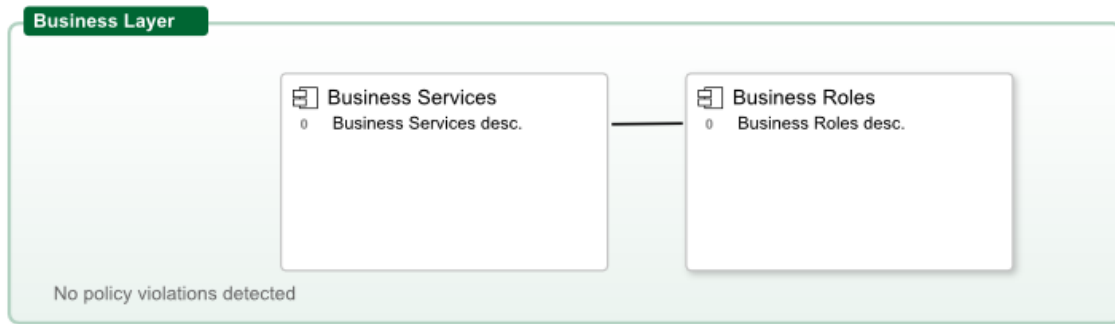 Business Layer
Business Services
0 Business Services desc.
Business Roles
0 Business Roles desc.
No policy violations detected